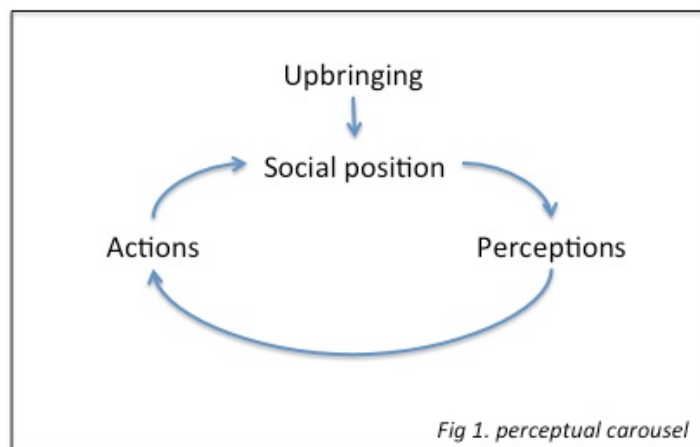 Upbringing
Social position
Actions
Perceptions
Fig 1. perceptual carousel